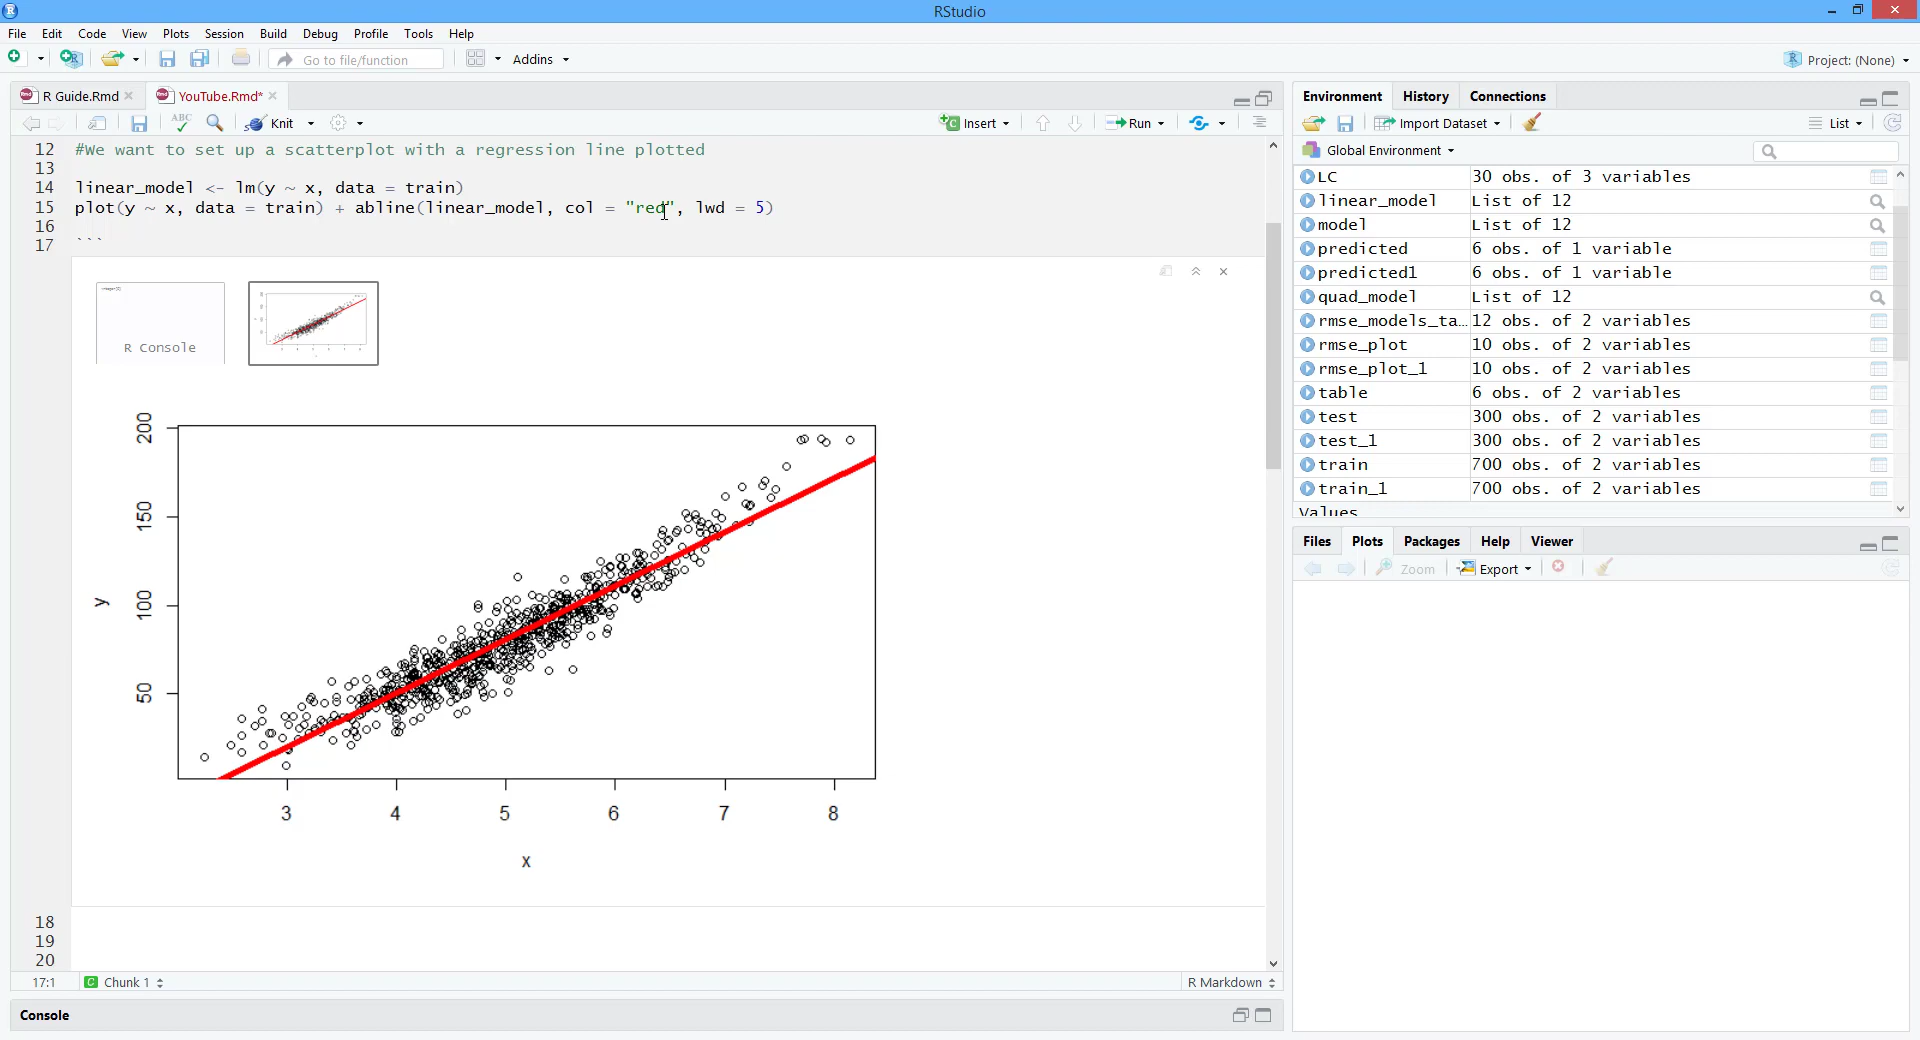 RStudio
File Edit Code View Plots Session Build Debug Profile Tools Help
Go to file/function Addins Project: (None)
R Guide.Rmd YouTube.Rmd*
ABC Knit Insert Run
12 #We want to set up a scatterplot with a regression line plotted
13
14 linear_model <- lm(y ~ x, data = train)
15 plot(y ~ x, data = train) + abline(linear_model, col = "red", lwd = 5)
16
17 ```
R Console
200
150
100
50
y
3 4 5 6 7 8
x
18
19
20
17:1 Chunk 1 R Markdown
Console
Environment History Connections
Import Dataset List
Global Environment
LC 30 obs. of 3 variables
linear_model List of 12
model List of 12
predicted 6 obs. of 1 variable
predicted1 6 obs. of 1 variable
quad_model List of 12
rmse_models_ta... 12 obs. of 2 variables
rmse_plot 10 obs. of 2 variables
rmse_plot_1 10 obs. of 2 variables
table 6 obs. of 2 variables
test 300 obs. of 2 variables
test_1 300 obs. of 2 variables
train 700 obs. of 2 variables
train_1 700 obs. of 2 variables
Values
Files Plots Packages Help Viewer
Zoom Export